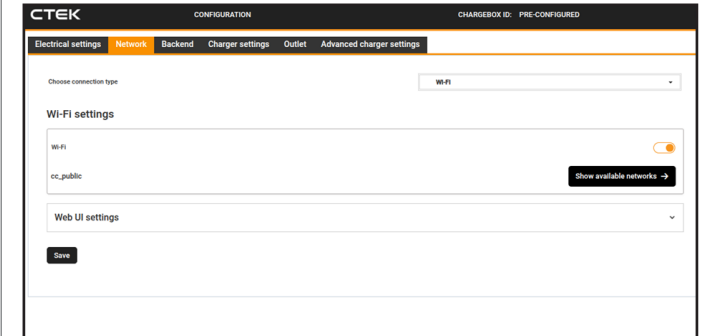 CTEK CONFIGURATION CHARGEBOX ID: PRE-CONFIGURED
Electrical settings Network Backend Charger settings Outlet Advanced charger settings
Choose connection type WI-FI
Wi-Fi settings
Wi-Fi
cc_public Show available networks →
Web UI settings
Save